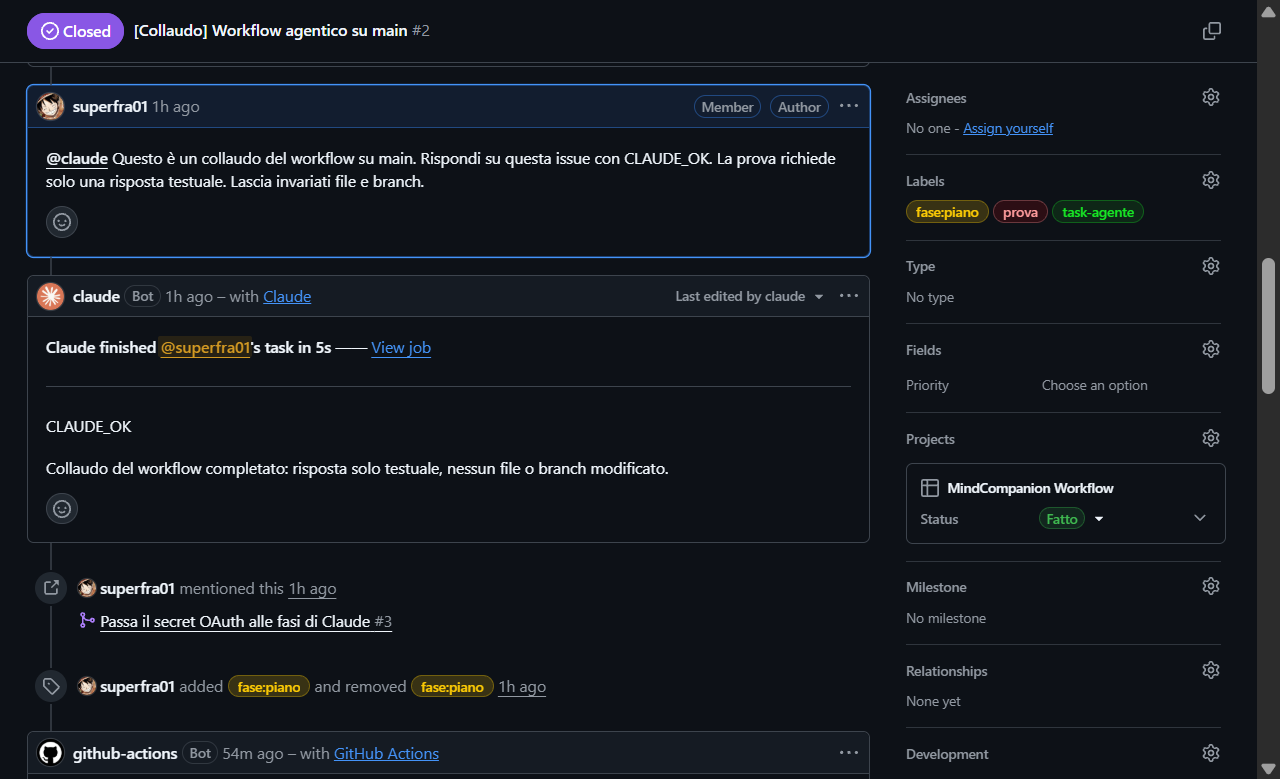 Closed [Collaudo] Workflow agentico su main #2
superfra01 1h ago Member Author
@claude Questo è un collaudo del workflow su main. Rispondi su questa issue con CLAUDE_OK. La prova richiede
solo una risposta testuale. Lascia invariati file e branch.
claude Bot 1h ago – with Claude Last edited by claude
Claude finished @superfra01's task in 5s —— View job
CLAUDE_OK
Collaudo del workflow completato: risposta solo testuale, nessun file o branch modificato.
superfra01 mentioned this 1h ago
Passa il secret OAuth alle fasi di Claude #3
superfra01 added fase:piano and removed fase:piano 1h ago
github-actions Bot 54m ago – with GitHub Actions
Assignees
No one - Assign yourself
Labels
fase:piano prova task-agente
Type
No type
Fields
Priority Choose an option
Projects
MindCompanion Workflow
Status Fatto
Milestone
No milestone
Relationships
None yet
Development